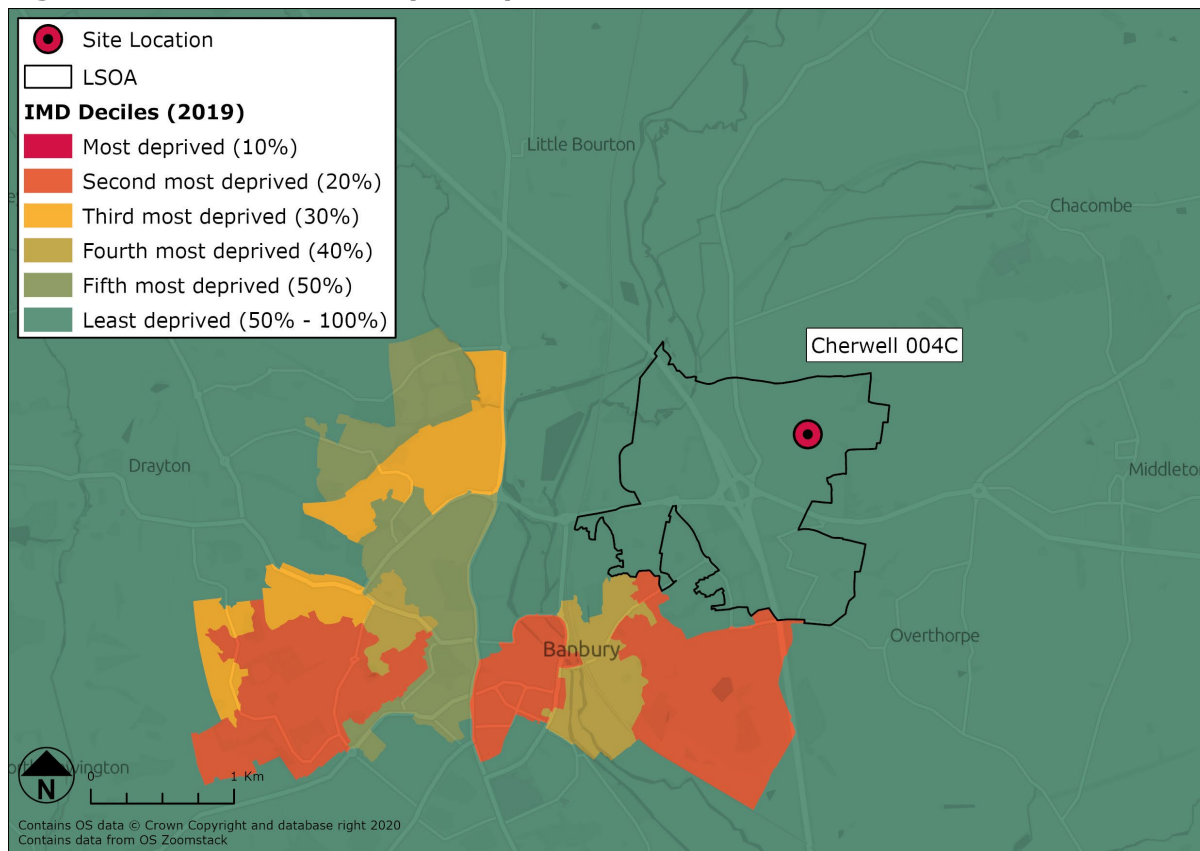 Site Location
LSOA
IMD Deciles (2019)
Most deprived (10%)
Second most deprived (20%)
Third most deprived (30%)
Fourth most deprived (40%)
Fifth most deprived (50%)
Least deprived (50% - 100%)
Little Bourton
Chacombe
Cherwell 004C
Drayton
Middleton
Overthorpe
Banbury
N
0
1 Km
Contains OS data © Crown Copyright and database right 2020
Contains data from OS Zoomstack